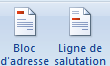 Bloc
d'adresse
Ligne de
salutation